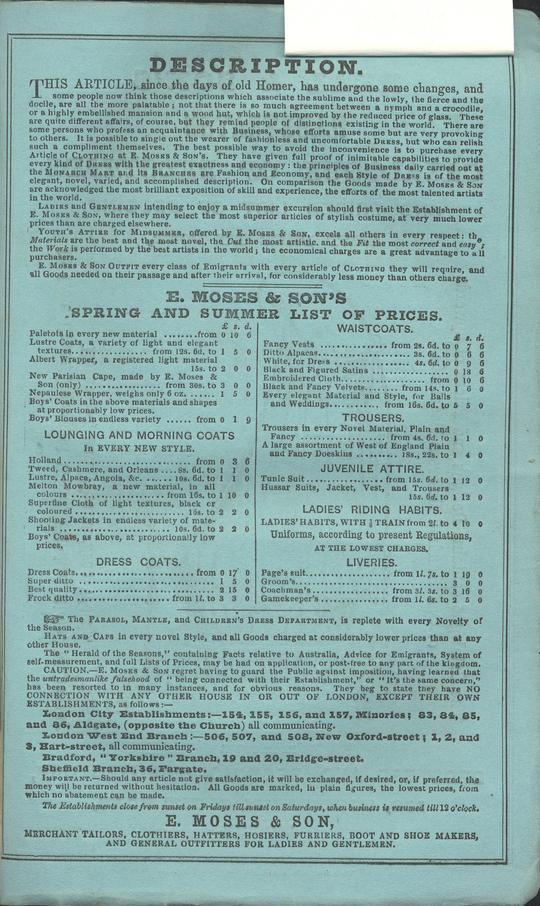 DESCRIPTION.
THIS ARTICLE, since the days of old Homer, has undergone some changes, and
some people now think those descriptions which associate the sublime and the lowly, the fierce and the
docile, are all the more palatable; not that there is so much agreement between a nymph and a crocodile,
or a highly embellished mansion and a wood hut, which is not improved by the reduced price of glass. These
are quite different affairs, of course, but they remind people of distinctions existing in the world. There are
some persons who profess an acquaintance with Business, whose efforts amuse some but are very provoking
to others. It is possible to single out the wearer of fashionless and uncomfortable DRESS, but who can relish
such a compliment themselves. The best possible way to avoid the inconvenience is to purchase every
Article of CLOTHING at E. MOSES & SON'S. They have given full proof of inimitable capabilities to provide
every kind of DRESS with the greatest exactness and economy: the principles of Business daily carried out at
the MONARCH MART and its BRANCHES are Fashion and Economy, and each Style of DRESS is of the most
elegant, novel, varied, and accomplished description. On comparison the Goods made by E. MOSES & SON
are acknowledged the most brilliant exposition of skill and experience, the efforts of the most talented artists
in the world.
LADIES and GENTLEMEN intending to enjoy a midsummer excursion should first visit the Establishment of
E. MOSES & SON, where they may select the most superior articles of stylish costume, at very much lower
prices than are charged elsewhere.
YOUTH'S ATTIRE for MIDSUMMER, offered by E. MOSES & SON, excels all others in every respect: the
Materials are the best and the most novel, the Cut the most artistic, and the Fit the most correct and easy;
the Work is performed by the best artists in the world; the economical charges are a great advantage to all
purchasers.
E. MOSES & SON OUTFIT every class of Emigrants with every article of CLOTHING they will require, and
all Goods needed on their passage and after their arrival, for considerably less money than others charge.
E. MOSES & SON'S
SPRING AND SUMMER LIST OF PRICES.
£ s. d.
Paletots in every new material ........from 0 10 6
Lustre Coats, a variety of light and elegant
textures................. from 12s. 6d. to 1 5 0
Albert Wrapper, a registered light material
15s. to 2 0 0
New Parisian Cape, made by E. Moses &
Son (only) ................ from 30s. to 3 0 0
Nepaulese Wrapper, weighs only 6 oz. ...... 1 5 0
Boys' Coats in the above materials and shapes
at proportionably low prices.
Boys' Blouses in endless variety ...... from 0 1 9
LOUNGING AND MORNING COATS
IN EVERY NEW STYLE.
Holland................................ from 0 3 6
Tweed, Cashmere, and Orleans .... 8s. 6d. to 1 1 0
Lustre, Alpaca, Angola, &c. ...... 10s. 6d. to 1 1 0
Melton Mowbray, a new material, in all
colours .................... from 16s. to 1 10 0
Superfine Cloth of light textures, black or
coloured ........................ 16s. to 2 2 0
Shooting Jackets in endless variety of mate-
rials ........................ 10s. 6d. to 2 2 0
Boys' Coats, as above, at proportionally low
prices.
DRESS COATS.
Dress Coats........................ from 0 17 0
Super ditto .......................... 1 5 0
Best quality.......................... 2 15 0
Frock ditto ................ from 1l. to 3 3 0
WAISTCOATS.
£ s. d.
Fancy Vests ................ from 2s. 6d. to 0 7 6
Ditto Alpacas...................... 3s. 6d. to 0 6 6
White, for Dress .................. 4s. 6d. to 0 9 6
Black and Figured Satins .............. 0 13 6
Embroidered Cloth.................. from 0 10 6
Black and Fancy Velvets........ from 14s. to 1 6 0
Every elegant Material and Style, for Balls
and Weddings............ from 16s. 6d. to 5 5 0
TROUSERS.
Trousers in every Novel Material, Plain and
Fancy .................. from 4s. 6d. to 1 1 0
A large assortment of West of England Plain
and Fancy Doeskins ........ 18s., 22s. to 1 4 0
JUVENILE ATTIRE.
Tunic Suit .................. from 15s. 6d. to 1 12 0
Hussar Suits, Jacket, Vest, and Trousers
15s. 6d. to 1 12 0
LADIES' RIDING HABITS.
LADIES' HABITS, WITH TRAIN from 2l. to 4 10 0
Uniforms, according to present Regulations,
AT THE LOWEST CHARGES.
LIVERIES.
Page's suit.................. from 1l. 7s. to 1 19 0
Groom's .............................. 3 0 0
Coachman's .................. from 3l. 3s. to 3 16 0
Gamekeeper's ................ from 1l. 6s. to 2 5 0
The PARASOL, MANTLE, and CHILDREN'S DRESS DEPARTMENT, is replete with every Novelty of
the Season.
HATS AND CAPS in every novel Style, and all Goods charged at considerably lower prices than at any
other House.
The "Herald of the Seasons," containing Facts relative to Australia, Advice for Emigrants, System of
self-measurement, and full Lists of Prices, may be had on application, or post-free to any part of the kingdom.
CAUTION.—E. MOSES & SON regret having to guard the Public against imposition, having learned that
the untradesmanlike falsehood of "being connected with their Establishment," or "It's the same concern,"
has been resorted to in many instances, and for obvious reasons. They beg to state they have NO
CONNECTION WITH ANY OTHER HOUSE IN OR OUT OF LONDON, EXCEPT THEIR OWN
ESTABLISHMENTS, as follows:—
London City Establishments:—154, 155, 156, and 157, Minories; 83, 84, 85,
and 86, Aldgate, (opposite the Church) all communicating.
London West End Branch:—506, 507, and 508, New Oxford-street; 1, 2, and
3, Hart-street, all communicating.
Bradford, "Yorkshire" Branch, 19 and 20, Bridge-street.
Sheffield Branch, 36, Fargate.
IMPORTANT.—Should any article not give satisfaction, it will be exchanged, if desired, or, if preferred, the
money will be returned without hesitation. All Goods are marked, in plain figures, the lowest prices, from
which no abatement can be made.
The Establishments close from sunset on Fridays till sunset on Saturdays, when business is resumed till 12 o'clock.
E. MOSES & SON,
MERCHANT TAILORS, CLOTHIERS, HATTERS, HOSIERS, FURRIERS, BOOT AND SHOE MAKERS,
AND GENERAL OUTFITTERS FOR LADIES AND GENTLEMEN.